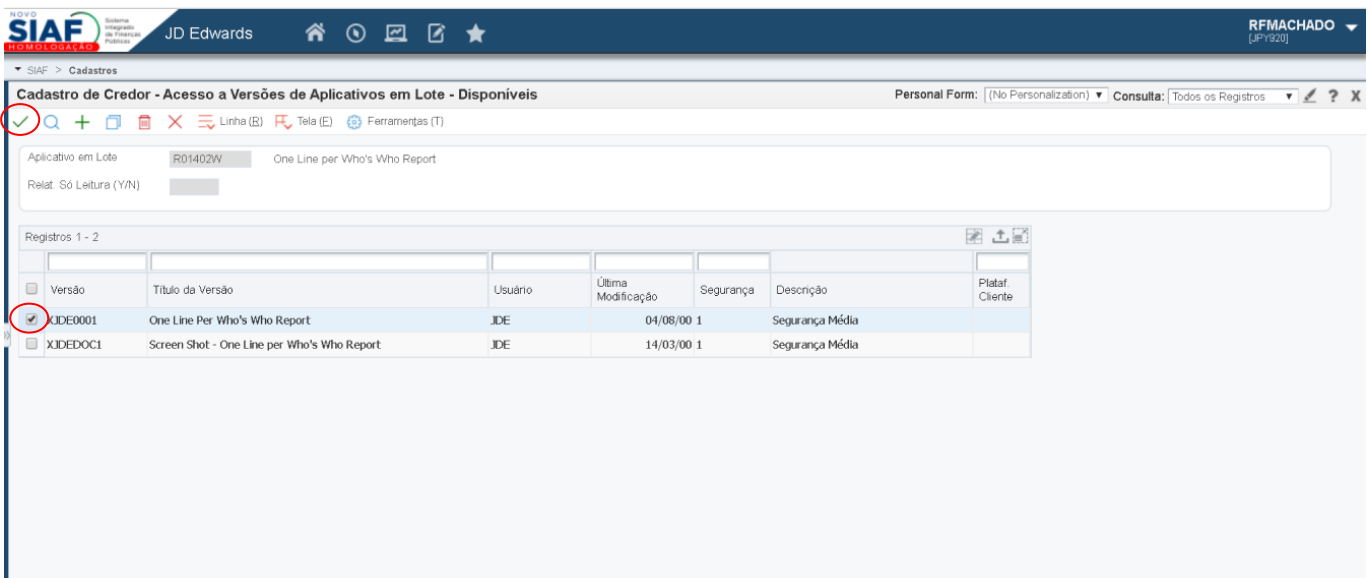 NOVO
SIAF Sistema Integrado de Finanças Públicas
HOMOLOGAÇÃO
JD Edwards
RFMACHADO
[JPY920]
SIAF > Cadastros
Cadastro de Credor - Acesso a Versões de Aplicativos em Lote - Disponíveis
Personal Form: (No Personalization) Consulta: Todos os Registros ? X
Linha (R) Tela (E) Ferramentas (T)
Aplicativo em Lote R01402W One Line per Who's Who Report
Relat. Só Leitura (Y/N)
Registros 1 - 2
Versão Título da Versão Usuário Última Modificação Segurança Descrição Plataf. Cliente
XJDE0001 One Line Per Who's Who Report JDE 04/08/00 1 Segurança Média
XJDEDOC1 Screen Shot - One Line per Who's Who Report JDE 14/03/00 1 Segurança Média